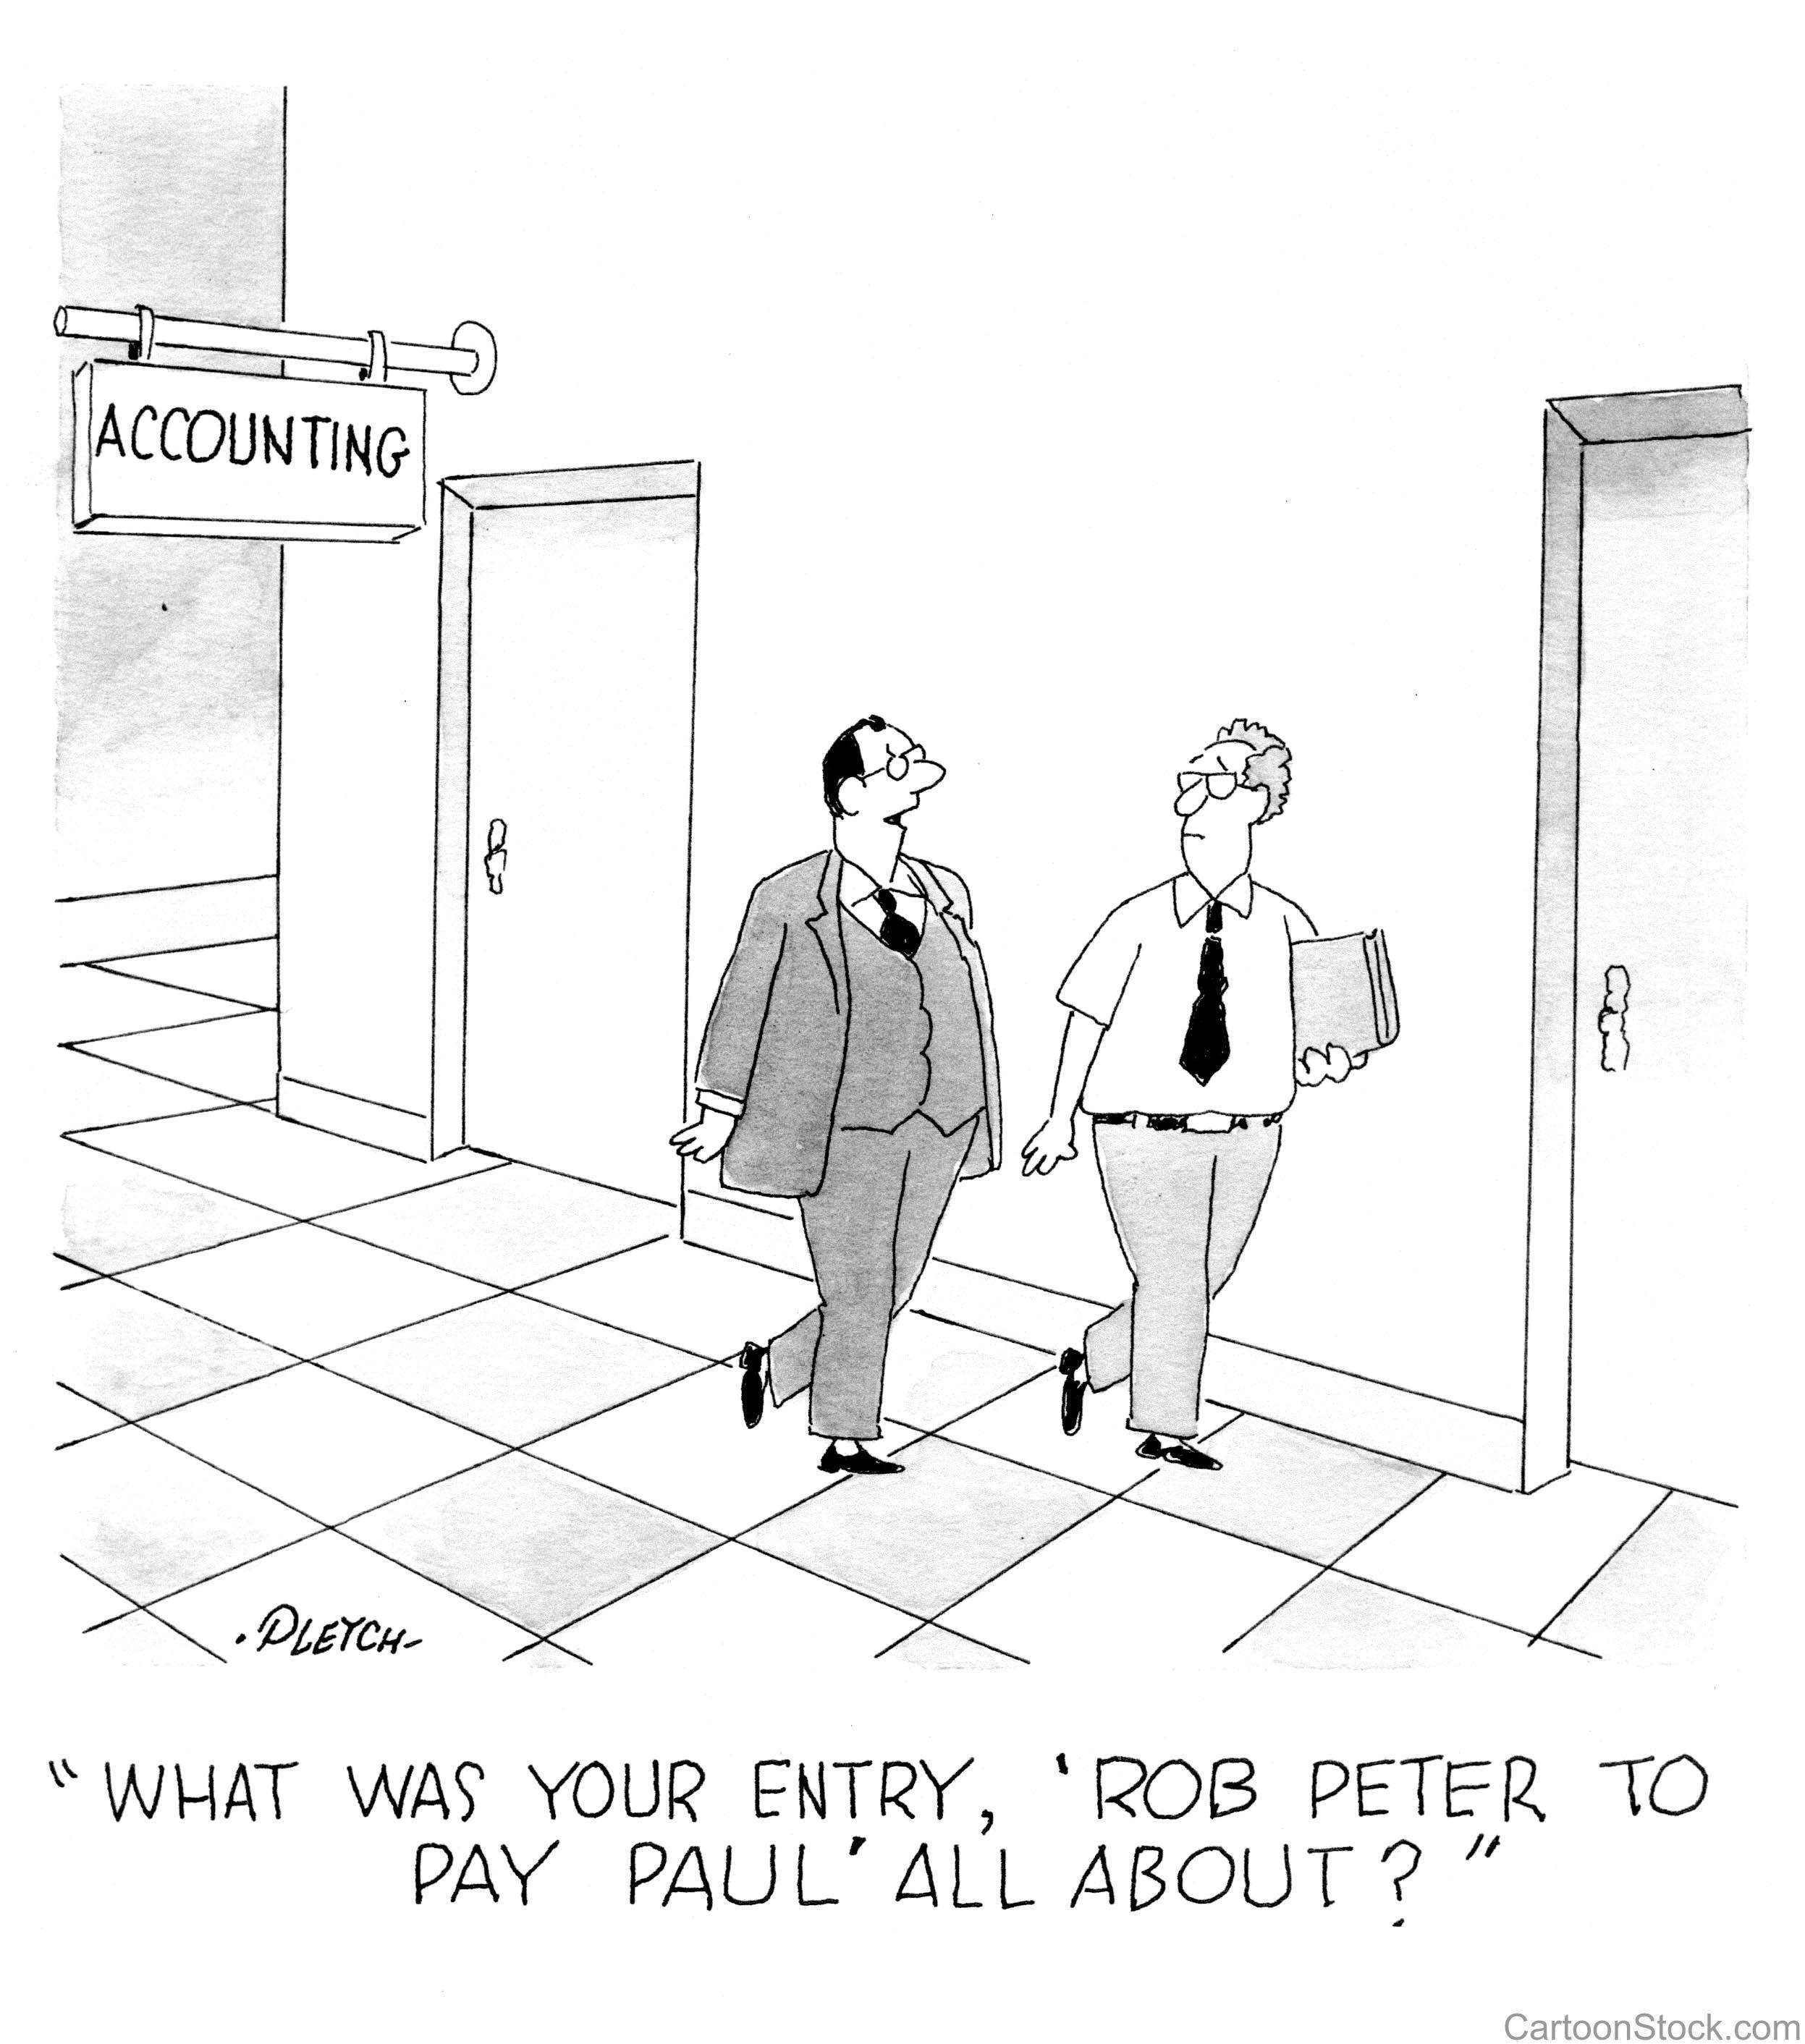 ACCOUNTING
.PLETCH-
"WHAT WAS YOUR ENTRY, 'ROB PETER TO
PAY PAUL' ALL ABOUT?"
CartoonStock.com